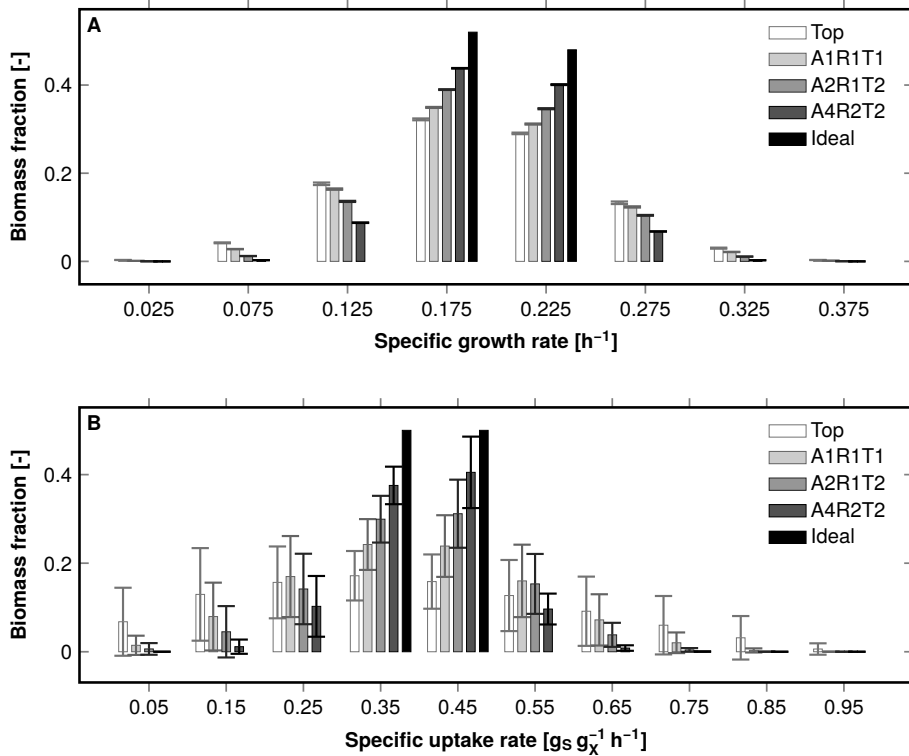 A
Top
A1R1T1
A2R1T2
A4R2T2
Ideal
Biomass fraction [-]
0.4
0.2
0
0.025 0.075 0.125 0.175 0.225 0.275 0.325 0.375
Specific growth rate [h⁻¹]
B
Top
A1R1T1
A2R1T2
A4R2T2
Ideal
Biomass fraction [-]
0.4
0.2
0
0.05 0.15 0.25 0.35 0.45 0.55 0.65 0.75 0.85 0.95
Specific uptake rate [g_S g_X⁻¹ h⁻¹]